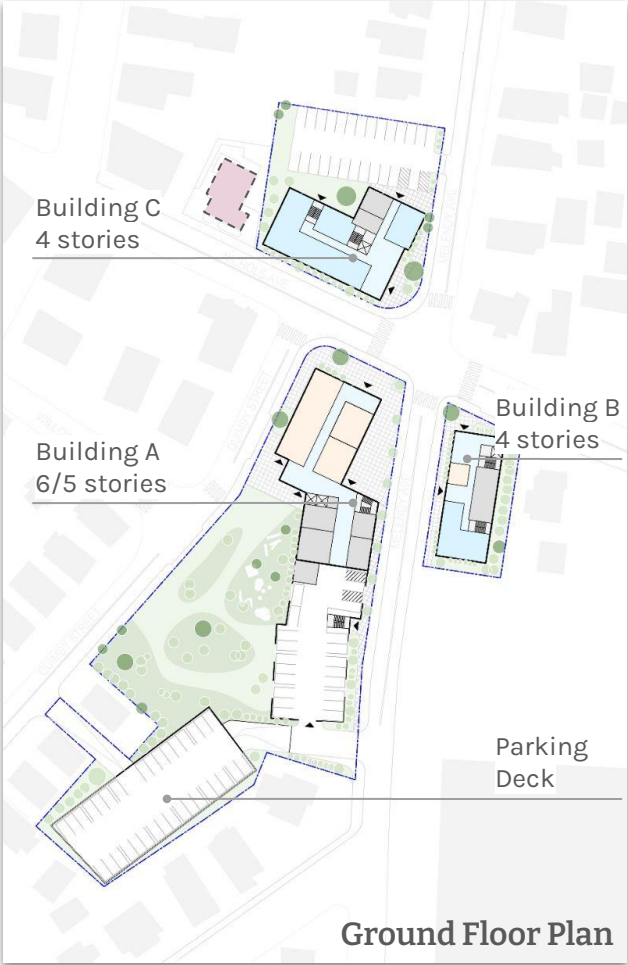 Building C
4 stories
Building B
4 stories
Building A
6/5 stories
Parking
Deck
Ground Floor Plan